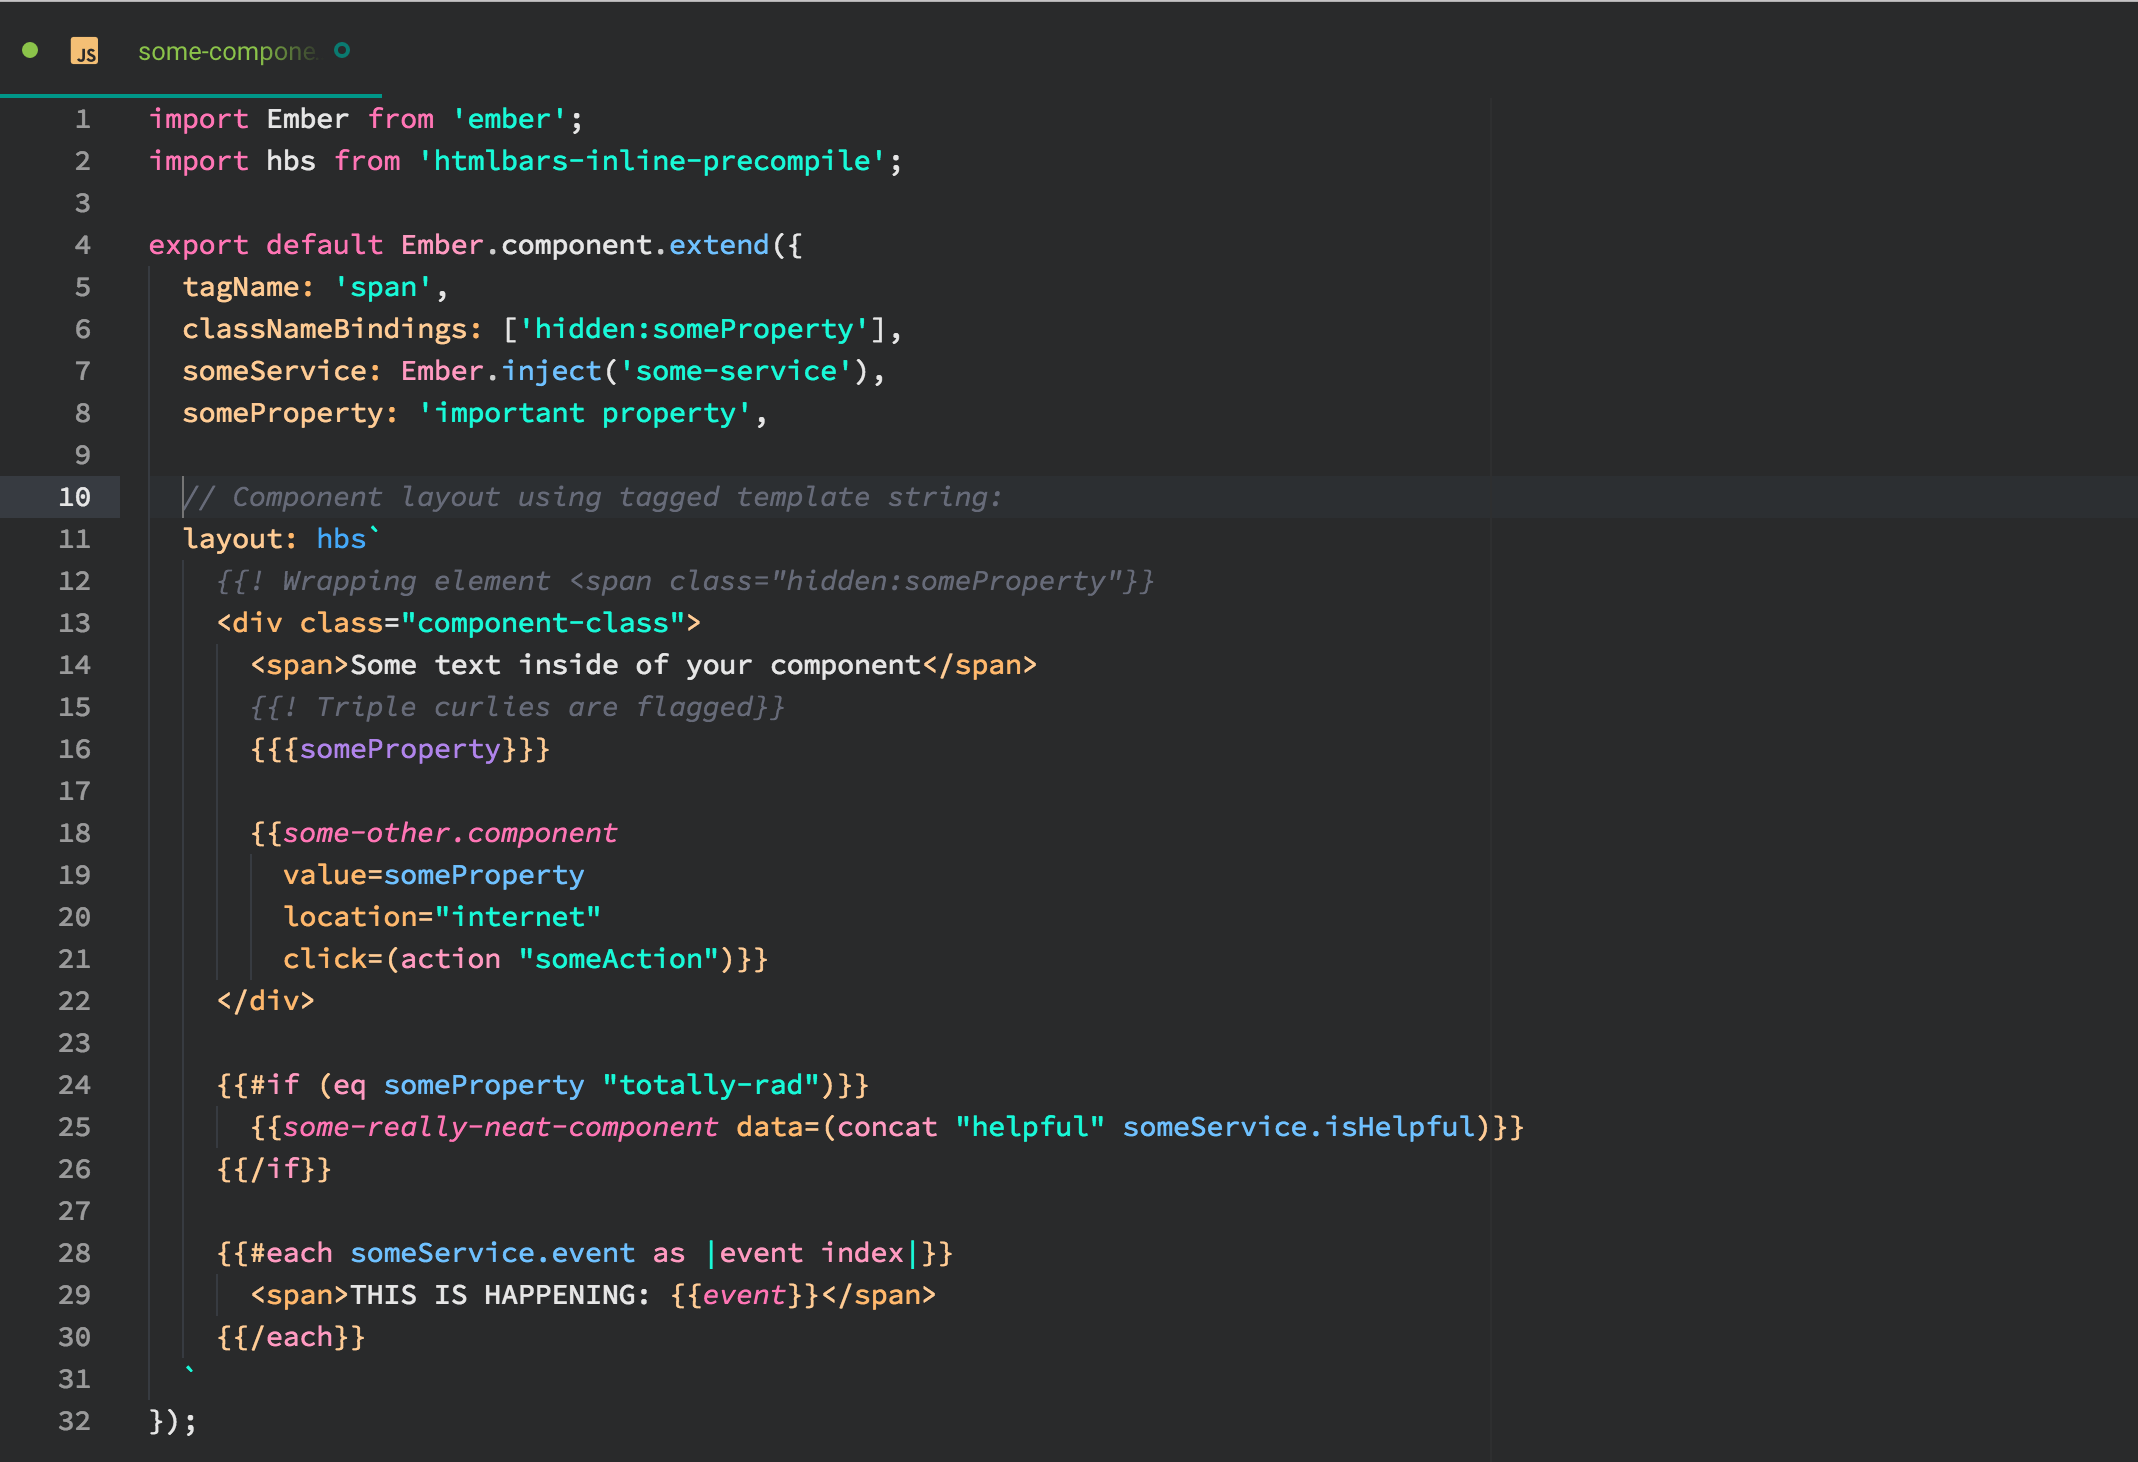 JS some-compone
1 import Ember from 'ember';
2 import hbs from 'htmlbars-inline-precompile';
3
4 export default Ember.component.extend({
5   tagName: 'span',
6   classNameBindings: ['hidden:someProperty'],
7   someService: Ember.inject('some-service'),
8   someProperty: 'important property',
9
10   // Component layout using tagged template string:
11   layout: hbs`
12     {{! Wrapping element <span class="hidden:someProperty"}}
13     <div class="component-class">
14       <span>Some text inside of your component</span>
15       {{! Triple curlies are flagged}}
16       {{{someProperty}}}
17
18       {{some-other.component
19         value=someProperty
20         location="internet"
21         click=(action "someAction")}}
22     </div>
23
24     {{#if (eq someProperty "totally-rad")}}
25       {{some-really-neat-component data=(concat "helpful" someService.isHelpful)}}
26     {{/if}}
27
28     {{#each someService.event as |event index|}}
29       <span>THIS IS HAPPENING: {{event}}</span>
30     {{/each}}
31   `
32 });